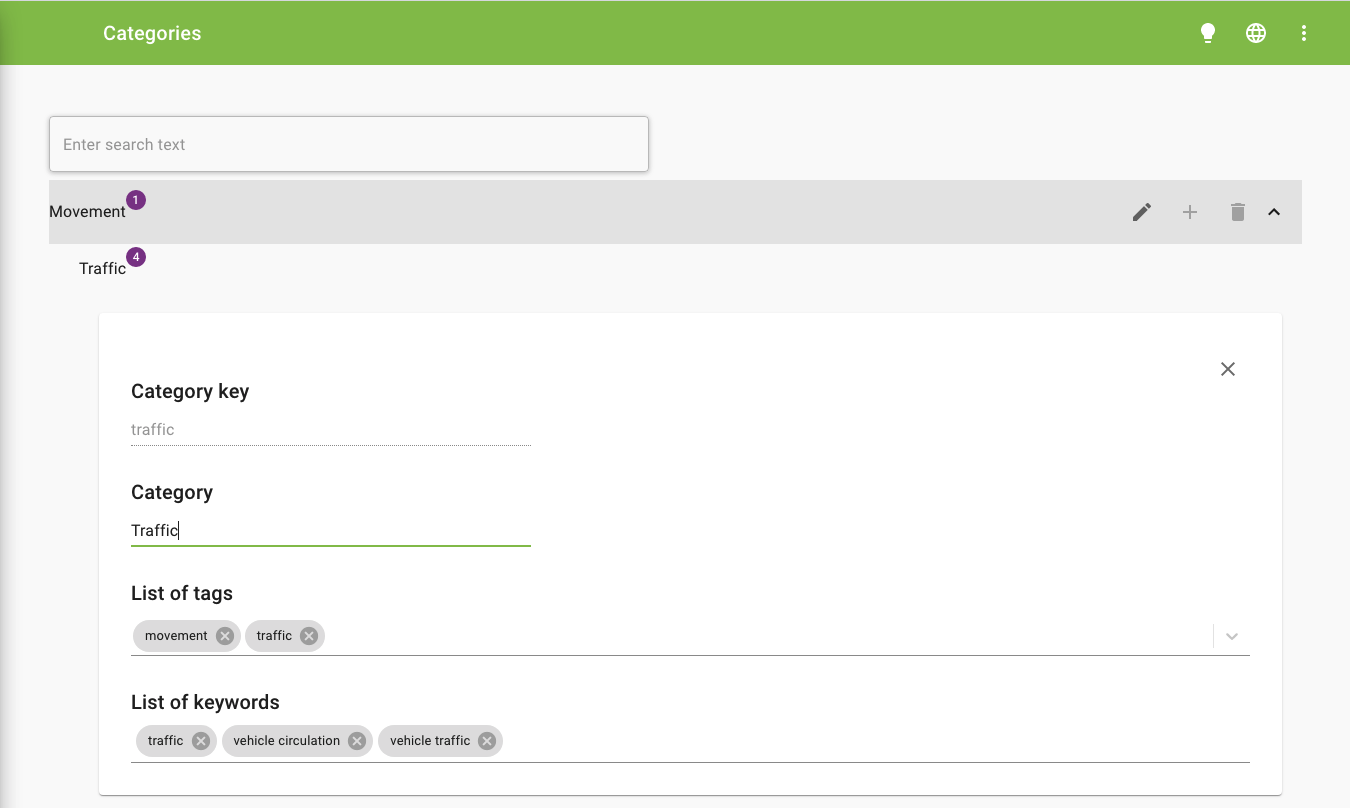 Categories
Enter search text
Movement 1
Traffic 4
Category key
traffic
Category
Traffic
List of tags
movement traffic
List of keywords
traffic vehicle circulation vehicle traffic